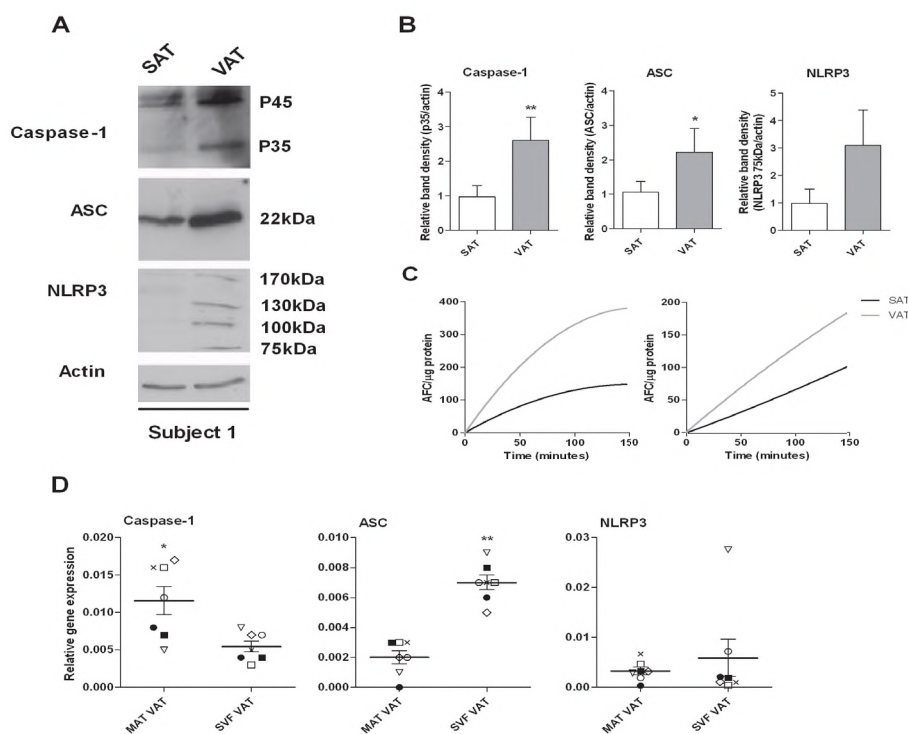 A
SAT
VAT
Caspase-1
P45
P35
ASC
22kDa
NLRP3
170kDa
130kDa
100kDa
75kDa
Actin
Subject 1
B
Caspase-1
Relative band density (p35/actin)
4
3
2
1
0
**
SAT
VAT
ASC
Relative band density (ASC/actin)
4
3
2
1
0
*
SAT
VAT
NLRP3
Relative band density
(NLRP3 75kDa/actin)
5
4
3
2
1
0
SAT
VAT
C
AFC/µg protein
400
300
200
100
0
0
50
100
150
Time (minutes)
AFC/µg protein
200
150
100
50
0
0
50
100
150
Time (minutes)
SAT
VAT
D
Caspase-1
Relative gene expression
0.020
0.015
0.010
0.005
0.000
*
MAT VAT
SVF VAT
ASC
0.010
0.008
0.006
0.004
0.002
0.000
**
MAT VAT
SVF VAT
NLRP3
0.03
0.02
0.01
0.00
MAT VAT
SVF VAT